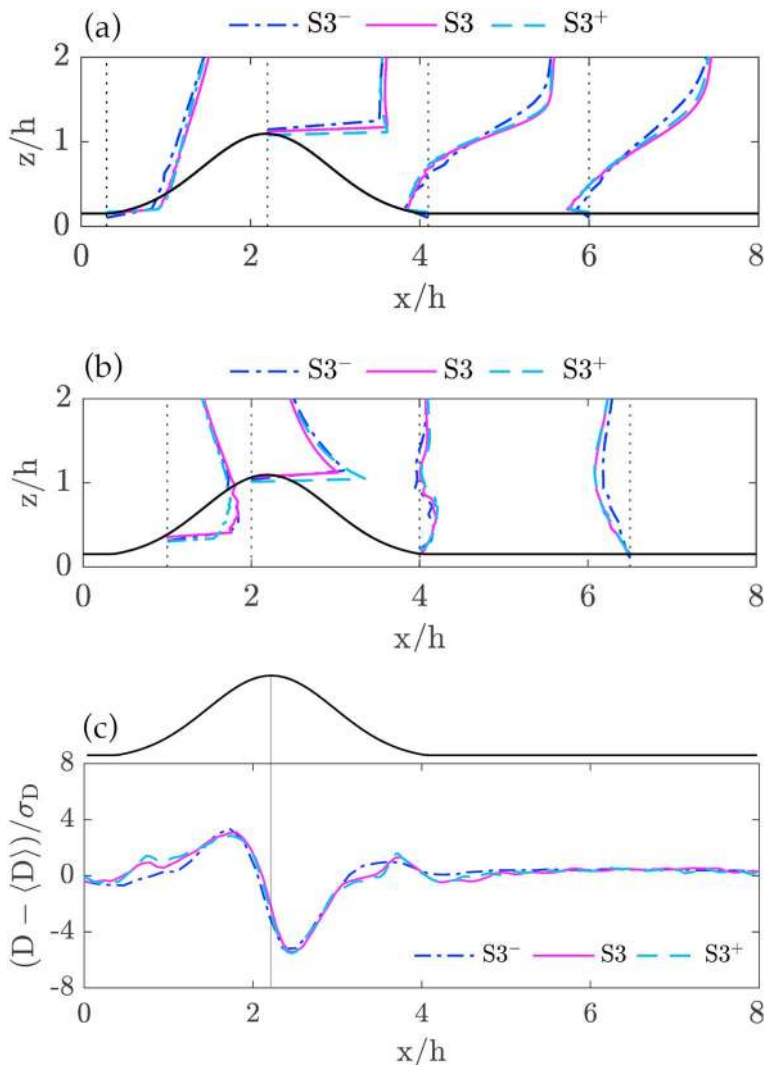 (a) S3⁻ S3 S3⁺
2
1
0
z/h
0 2 4 6 8
x/h
(b) S3⁻ S3 S3⁺
2
1
0
z/h
0 2 4 6 8
x/h
(c)
8
4
0
-4
-8
(D − ⟨D⟩)/σ_D
S3⁻ S3 S3⁺
0 2 4 6 8
x/h